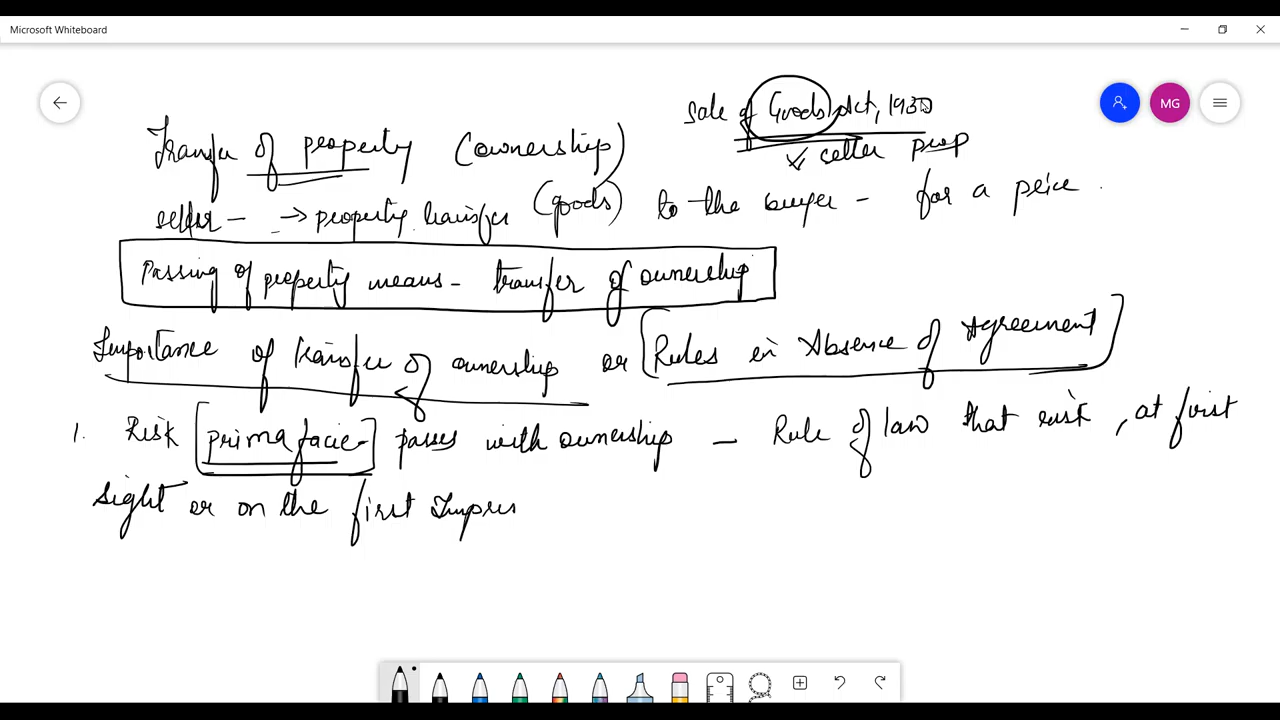 Microsoft Whiteboard
MG
Sale of Goods Act, 1930
Transfer of property (ownership)
seller prop
seller - → property transfer (goods) to the buyer - for a price.
Passing of property means - transfer of ownership
Importance of transfer of ownership or [Rules in Absence of Agreement]
1. Risk [prima facie-] passes with ownership - Rule of law that risk, at first
sight or on the first Impres